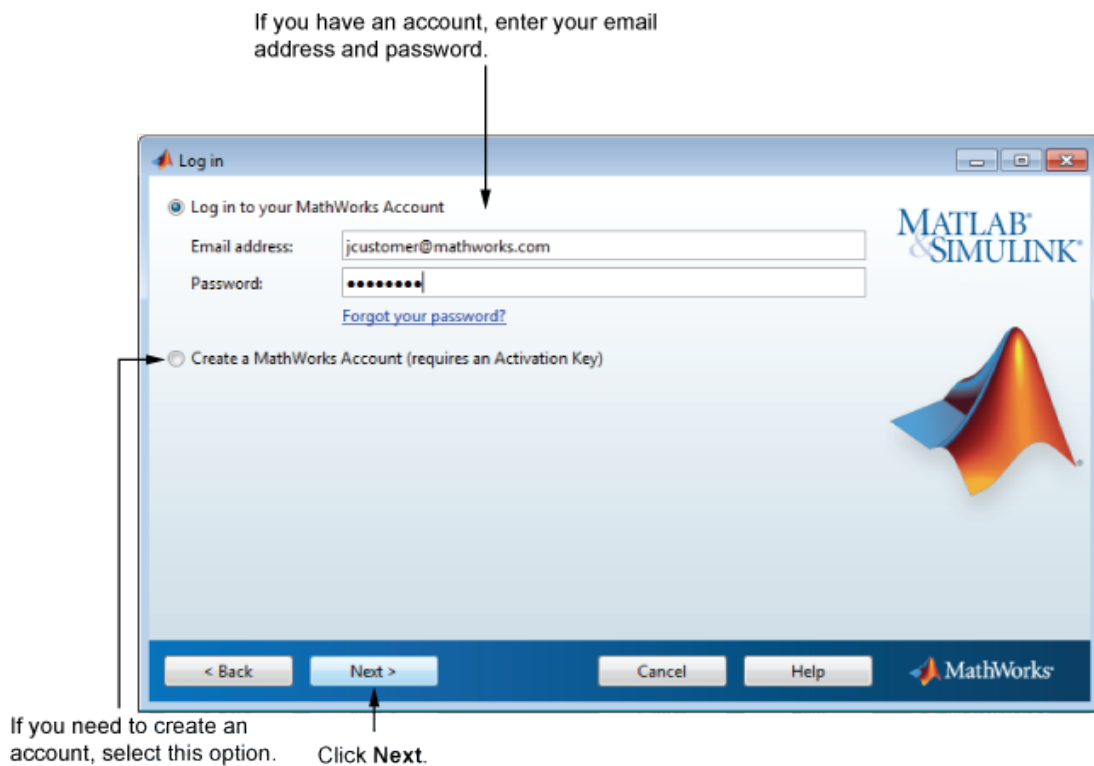 If you have an account, enter your email
address and password.
Log in
Log in to your MathWorks Account
MATLAB®
&SIMULINK®
Email address:
jcustomer@mathworks.com
Password:
••••••••
Forgot your password?
Create a MathWorks Account (requires an Activation Key)
< Back
Next >
Cancel
Help
MathWorks®
If you need to create an
account, select this option.
Click Next.